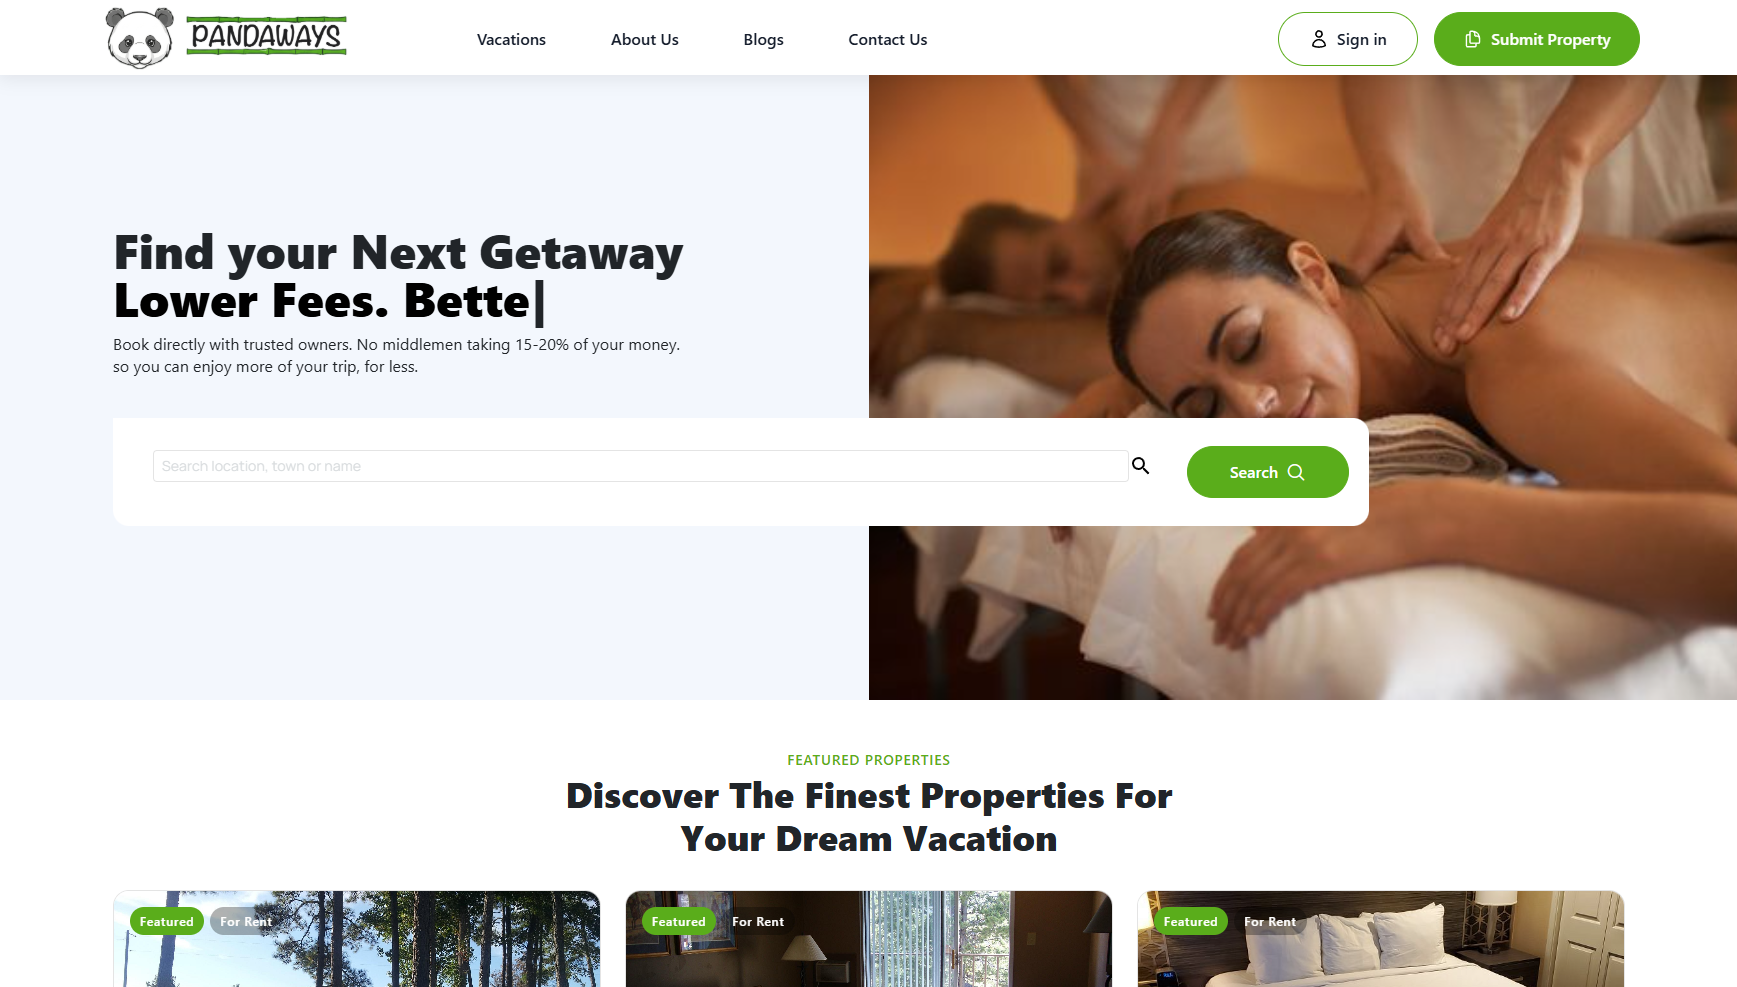 PANDAWAYS
Vacations
About Us
Blogs
Contact Us
Sign in
Submit Property
Find your Next Getaway
Lower Fees. Bette|
Book directly with trusted owners. No middlemen taking 15-20% of your money.
so you can enjoy more of your trip, for less.
Search location, town or name
Search
FEATURED PROPERTIES
Discover The Finest Properties For
Your Dream Vacation
Featured
For Rent
Featured
For Rent
Featured
For Rent